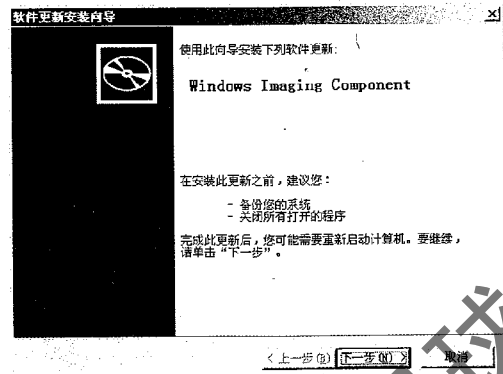 软件更新安装向导
使用此向导安装下列软件更新:
Windows Imaging Component
在安装此更新之前，建议您：
- 备份您的系统
- 关闭所有打开的程序
完成此更新后，您可能需要重新启动计算机。要继续，
请单击“下一步”。
< 上一步(B) 下一步(N) > 取消